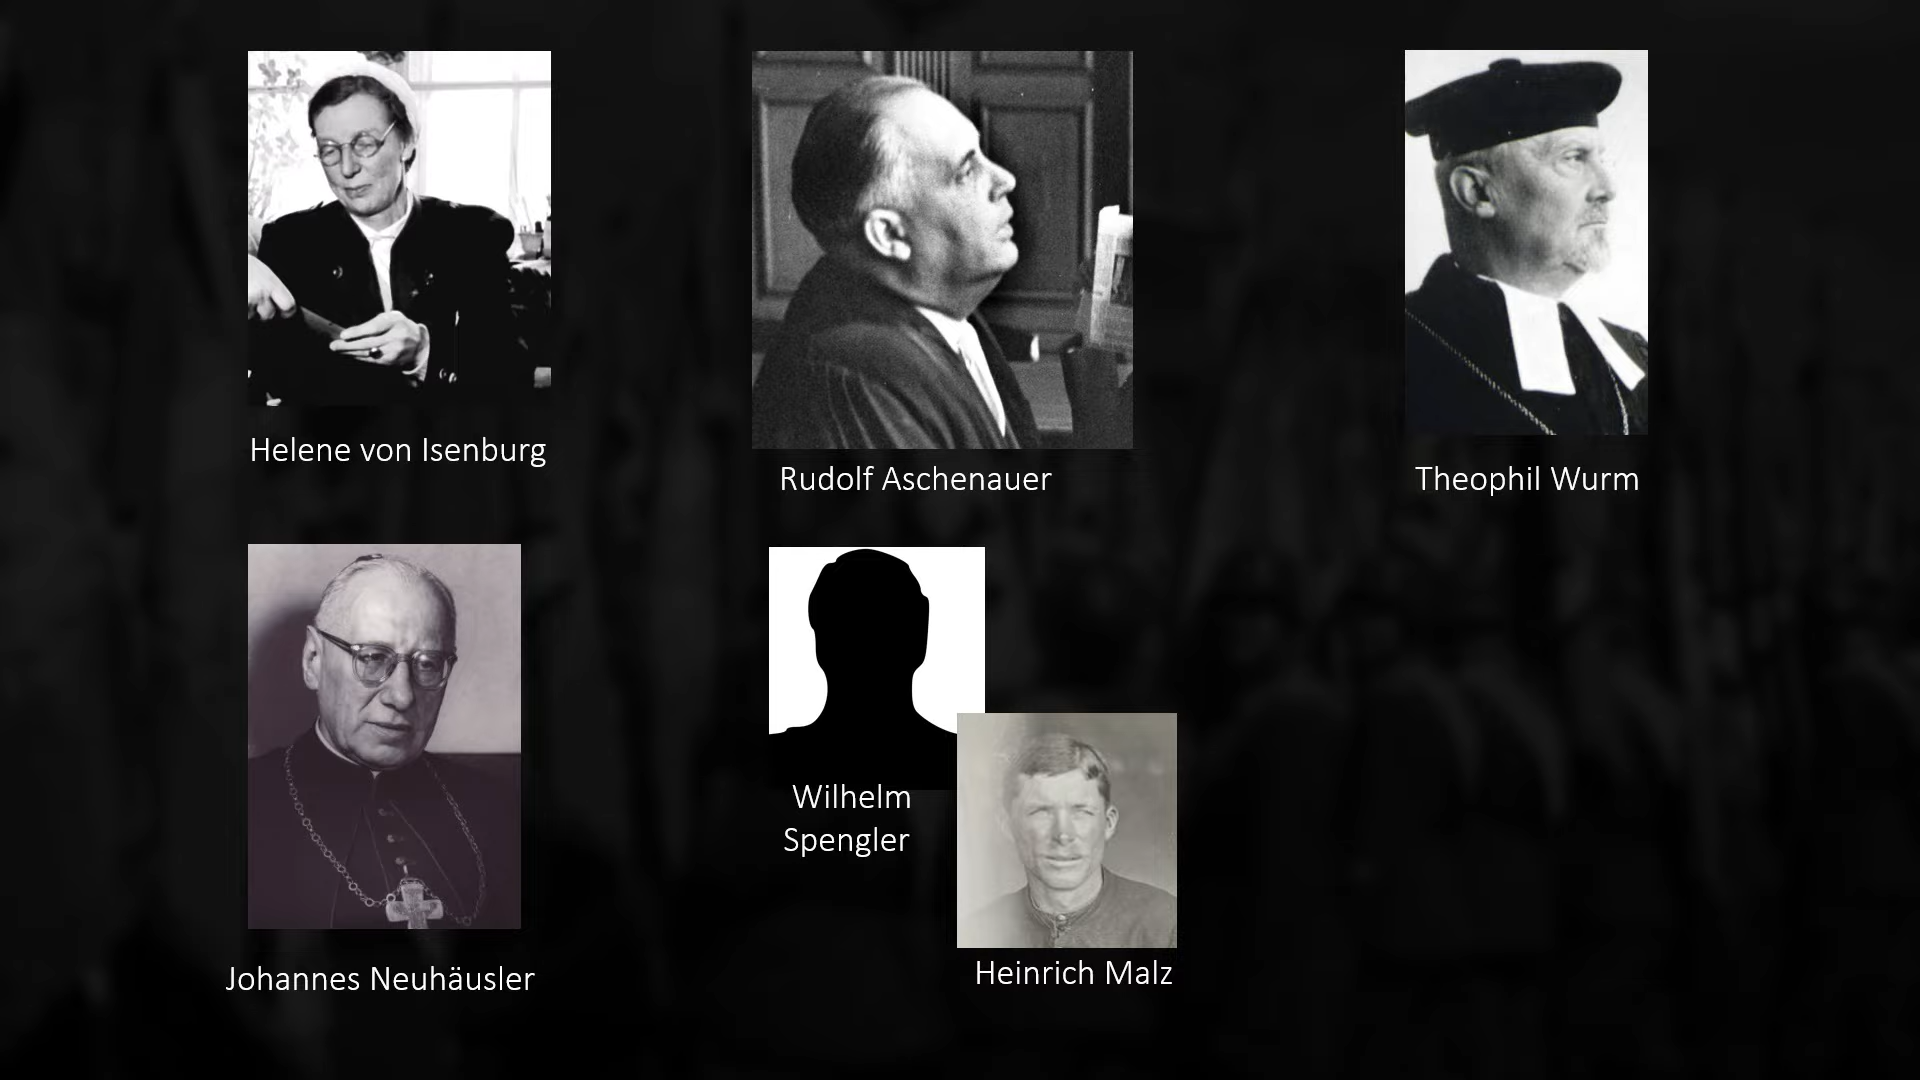 Helene von Isenburg
Rudolf Aschenauer
Theophil Wurm
Johannes Neuhäusler
Wilhelm
Spengler
Heinrich Malz